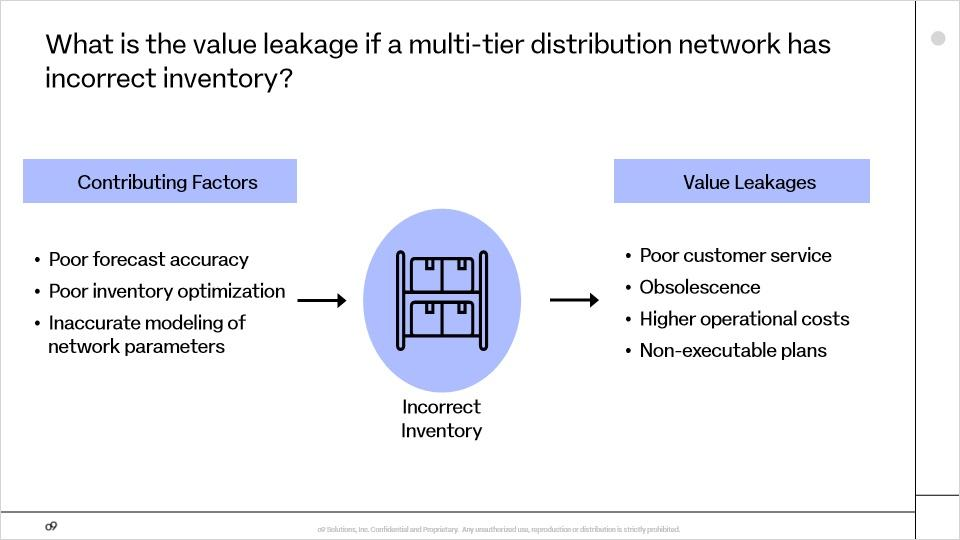 What is the value leakage if a multi-tier distribution network has
incorrect inventory?
Contributing Factors
• Poor forecast accuracy
• Poor inventory optimization
• Inaccurate modeling of
network parameters
Incorrect
Inventory
Value Leakages
• Poor customer service
• Obsolescence
• Higher operational costs
• Non-executable plans
o9
o9 Solutions, Inc. Confidential and Proprietary. Any unauthorized use, reproduction or distribution is strictly prohibited.